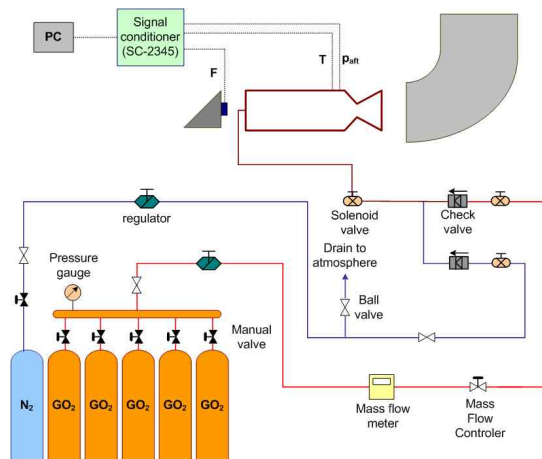 PC
Signal
conditioner
(SC-2345)
F
T
p_aft
regulator
Solenoid
valve
Check
valve
Pressure
gauge
Drain to
atmosphere
Ball
valve
Manual
valve
N₂
GO₂
GO₂
GO₂
GO₂
GO₂
Mass flow
meter
Mass
Flow
Controler